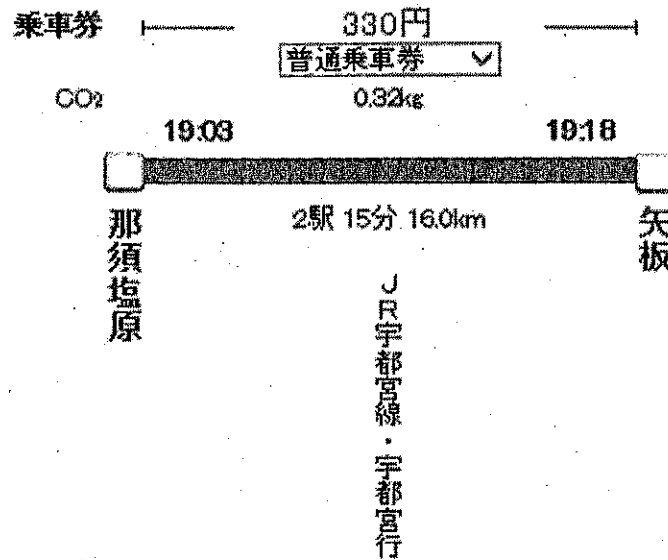 乗車券 330円
普通乗車券
CO2 0.32kg
19:03 19:18
2駅 15分 16.0km
那須塩原
矢板
JR宇都宮線・宇都宮行